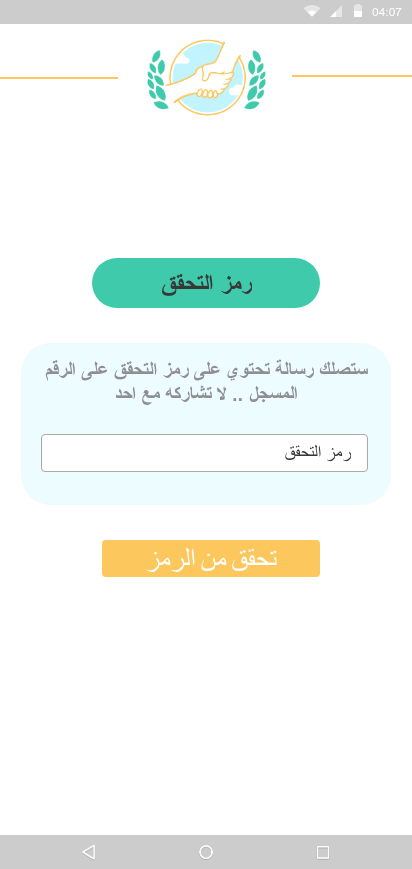 04:07
رمز التحقق
ستصلك رسالة تحتوي على رمز التحقق على الرقم
المسجل .. لا تشاركه مع احد
رمز التحقق
تحقق من الرمز